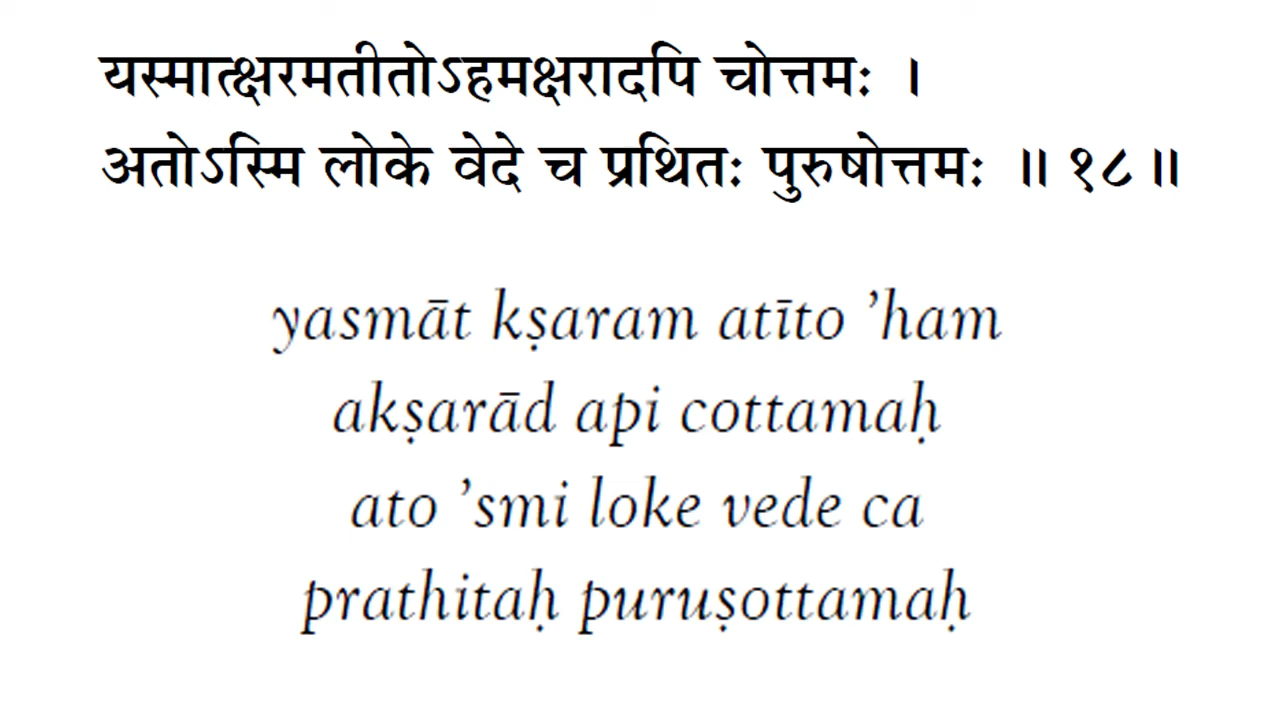 यस्मात्क्षरमतीतोऽहमक्षरादपि चोत्तमः ।
अतोऽस्मि लोके वेदे च प्रथितः पुरुषोत्तमः ॥ १८ ॥
yasmāt kṣaram atīto ’ham
akṣarād api cottamaḥ
ato ’smi loke vede ca
prathitaḥ puruṣottamaḥ